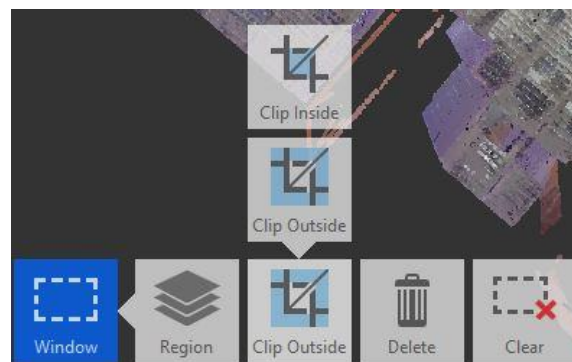 Clip Inside
Clip Outside
Window
Region
Clip Outside
Delete
Clear